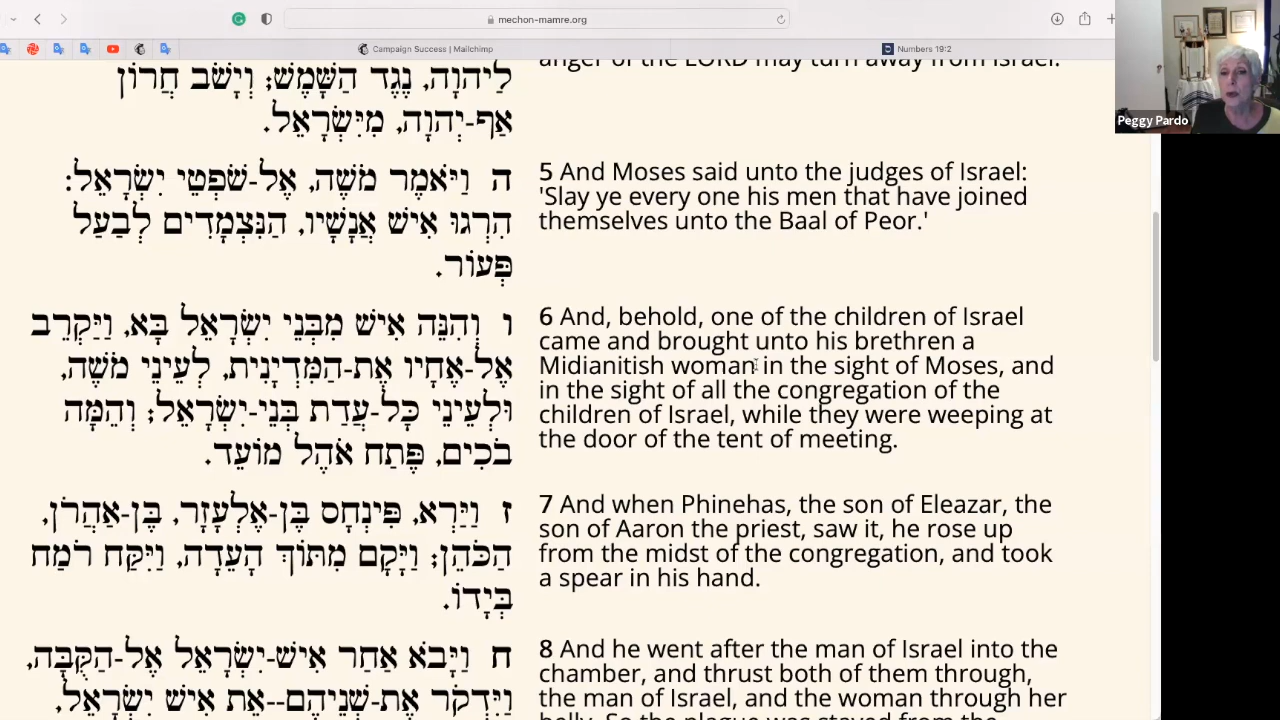 mechon-mamre.org
Campaign Success | Mailchimp
Numbers 19:2
Peggy Pardo
לַיהוָה, נֶגֶד הַשָּׁמֶשׁ; וְיָשֹׁב חֲרוֹן
אַף-יְהוָה, מִיִּשְׂרָאֵל.
anger of the LORD may turn away from Israel.
ה וַיֹּאמֶר מֹשֶׁה, אֶל-שֹׁפְטֵי יִשְׂרָאֵל:
הִרְגוּ אִישׁ אֲנָשָׁיו, הַנִּצְמָדִים לְבַעַל
פְּעוֹר.
5 And Moses said unto the judges of Israel:
'Slay ye every one his men that have joined
themselves unto the Baal of Peor.'
ו וְהִנֵּה אִישׁ מִבְּנֵי יִשְׂרָאֵל בָּא, וַיַּקְרֵב
אֶל-אֶחָיו אֶת-הַמִּדְיָנִית, לְעֵינֵי מֹשֶׁה,
וּלְעֵינֵי כָּל-עֲדַת בְּנֵי-יִשְׂרָאֵל; וְהֵמָּה
בֹכִים, פֶּתַח אֹהֶל מוֹעֵד.
6 And, behold, one of the children of Israel
came and brought unto his brethren a
Midianitish woman in the sight of Moses, and
in the sight of all the congregation of the
children of Israel, while they were weeping at
the door of the tent of meeting.
ז וַיַּרְא, פִּינְחָס בֶּן-אֶלְעָזָר, בֶּן-אַהֲרֹן,
הַכֹּהֵן; וַיָּקָם מִתּוֹךְ הָעֵדָה, וַיִּקַּח רֹמַח
בְּיָדוֹ.
7 And when Phinehas, the son of Eleazar, the
son of Aaron the priest, saw it, he rose up
from the midst of the congregation, and took
a spear in his hand.
ח וַיָּבֹא אַחַר אִישׁ-יִשְׂרָאֵל אֶל-הַקֻּבָּה,
וַיִּדְקֹר אֶת-שְׁנֵיהֶם--אֵת אִישׁ יִשְׂרָאֵל,
8 And he went after the man of Israel into the
chamber, and thrust both of them through,
the man of Israel, and the woman through her
belly. So the plague was stayed from the